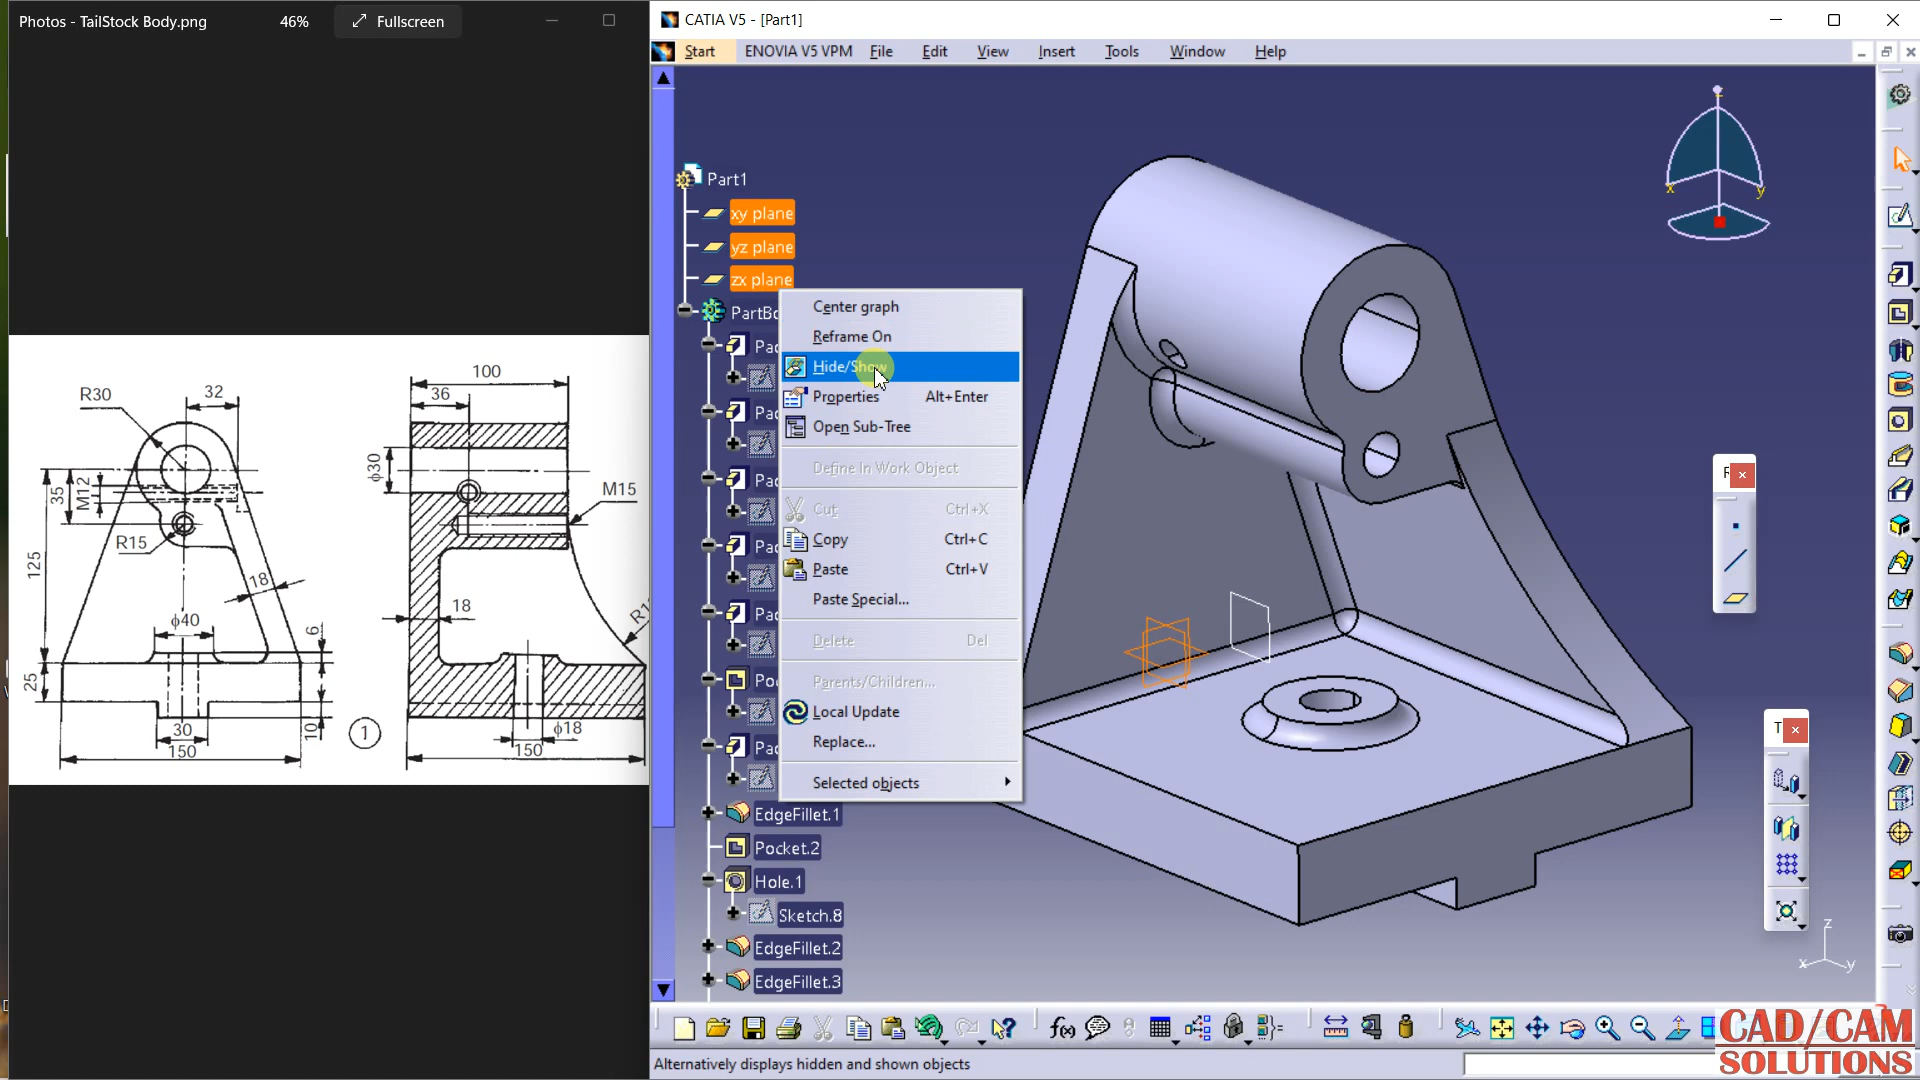 Photos - TailStock Body.png
46%
Fullscreen
CATIA V5 - [Part1]
Start
ENOVIA V5 VPM
File
Edit
View
Insert
Tools
Window
Help
Part1
xy plane
yz plane
zx plane
Center graph
Reframe On
Hide/Show
Properties Alt+Enter
Open Sub-Tree
Define In Work Object
Cut Ctrl+X
Copy Ctrl+C
Paste Ctrl+V
Paste Special...
Delete Del
Parents/Children...
Local Update
Replace...
Selected objects
EdgeFillet.1
Pocket.2
Hole.1
Sketch.8
EdgeFillet.2
EdgeFillet.3
R30
32
35
M12
R15
125
18
ϕ40
6
25
30
10
150
1
100
36
ϕ30
M15
18
ϕ18
150
x
y
F
T
z
x
y
f(x)
Alternatively displays hidden and shown objects
CAD/CAM
SOLUTIONS